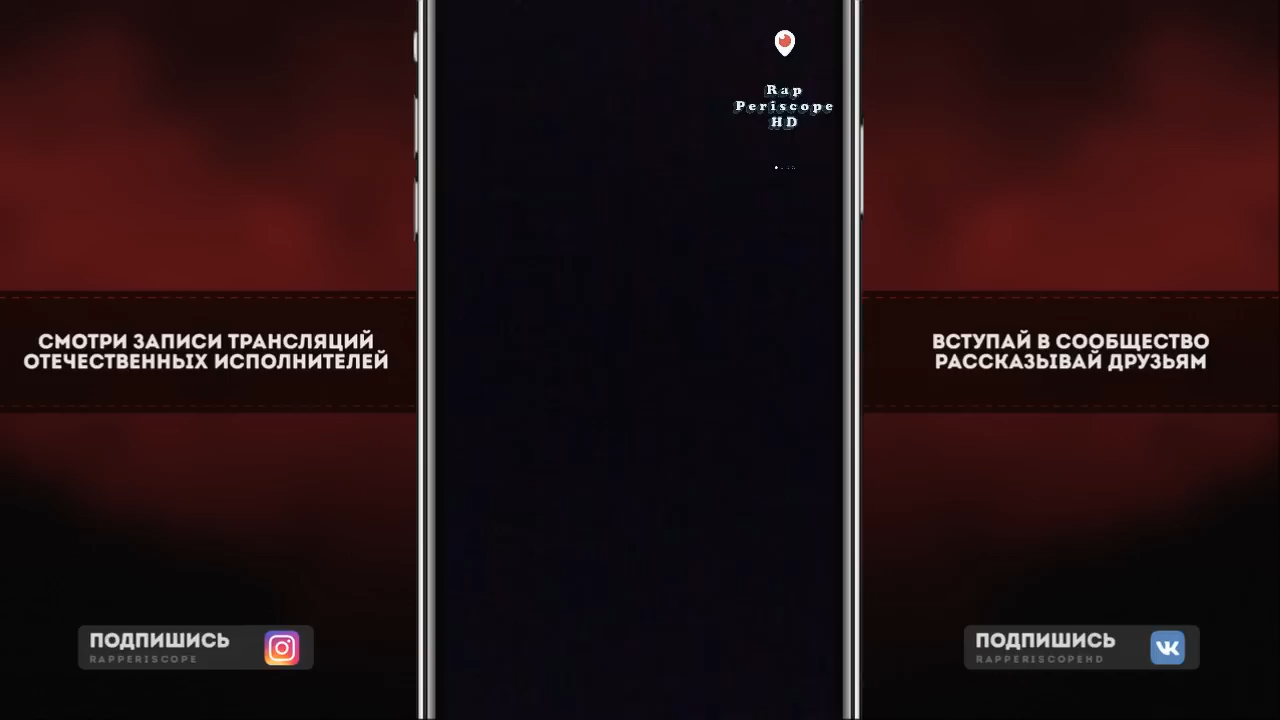 Rap
Periscope
HD
СМОТРИ ЗАПИСИ ТРАНСЛЯЦИЙ
ОТЕЧЕСТВЕННЫХ ИСПОЛНИТЕЛЕЙ
ВСТУПАЙ В СООБЩЕСТВО
РАССКАЗЫВАЙ ДРУЗЬЯМ
ПОДПИШИСЬ
RAPPERISCOPE
ПОДПИШИСЬ
RAPPERISCOPEHD